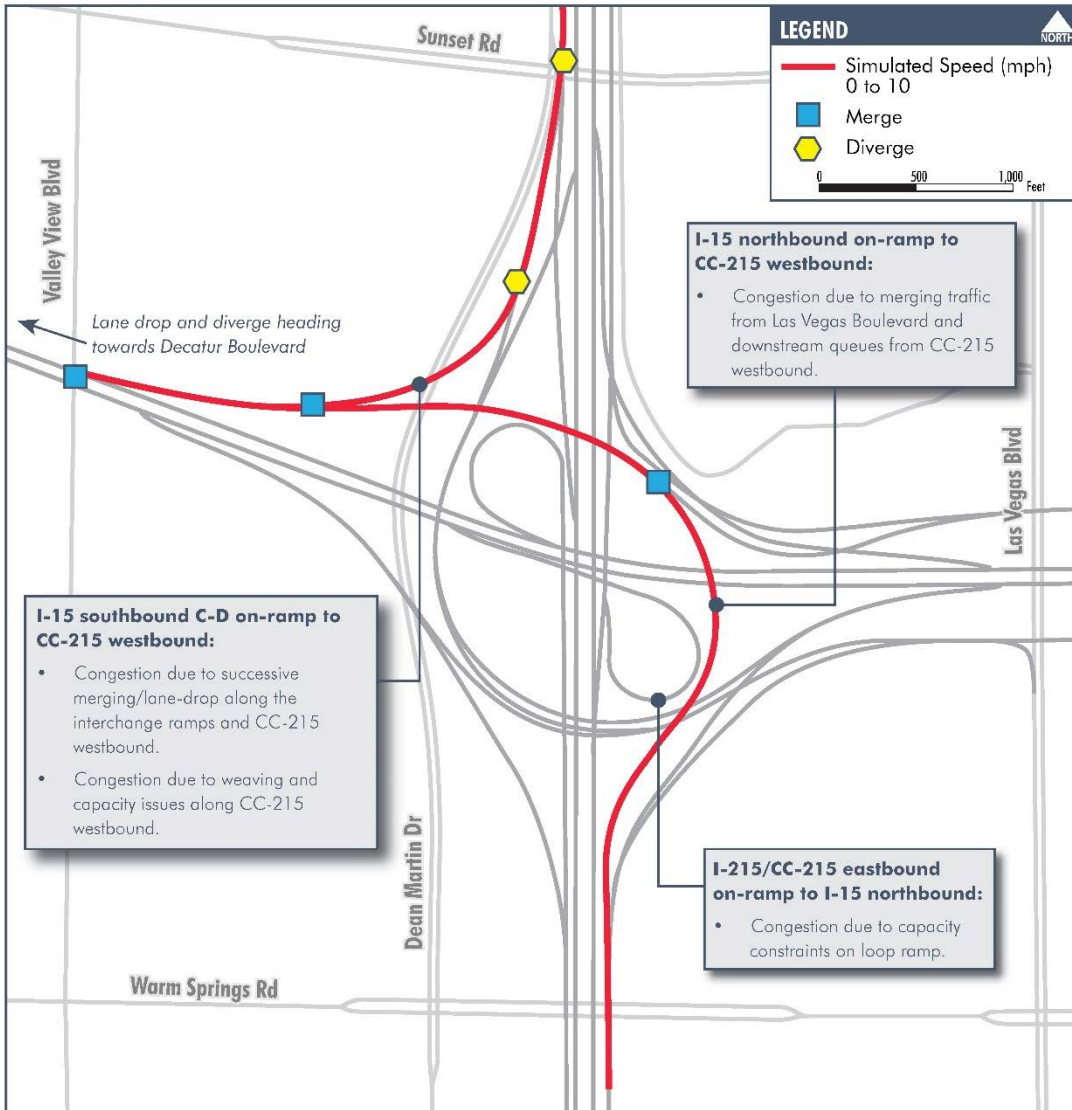 Sunset Rd
LEGEND
NORTH
Simulated Speed (mph)
0 to 10
Merge
Diverge
0 500 1,000
Feet
Valley View Blvd
I-15 northbound on-ramp to
CC-215 westbound:
• Congestion due to merging traffic
from Las Vegas Boulevard and
downstream queues from CC-215
westbound.
Lane drop and diverge heading
towards Decatur Boulevard
Las Vegas Blvd
I-15 southbound C-D on-ramp to
CC-215 westbound:
• Congestion due to successive
merging/lane-drop along the
interchange ramps and CC-215
westbound.
• Congestion due to weaving and
capacity issues along CC-215
westbound.
Dean Martin Dr
I-215/CC-215 eastbound
on-ramp to I-15 northbound:
• Congestion due to capacity
constraints on loop ramp.
Warm Springs Rd